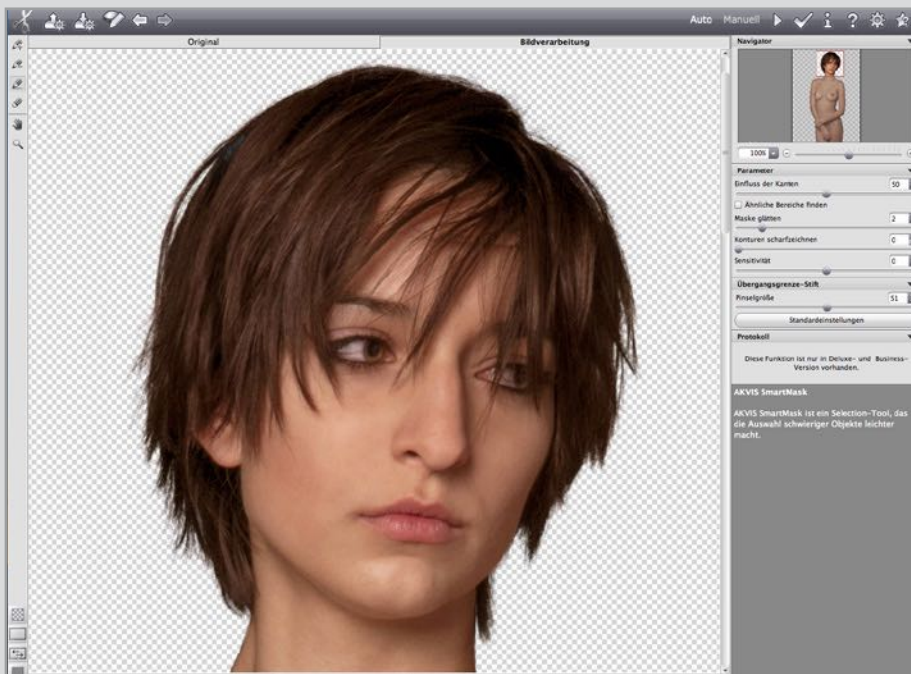 Auto Manuell
Original
Bildverarbeitung
Navigator
100%
Parameter
Einfluss der Kanten 50
Ähnliche Bereiche finden
Maske glätten 2
Konturen scharfzeichnen 0
Sensitivität 0
Übergangsgrenze-Stift
Pinselgröße 51
Standardeinstellungen
Protokoll
Diese Funktion ist nur in Deluxe- und Business-
Version vorhanden.
AKVIS SmartMask
AKVIS SmartMask ist ein Selection-Tool, das
die Auswahl schwieriger Objekte leichter
macht.